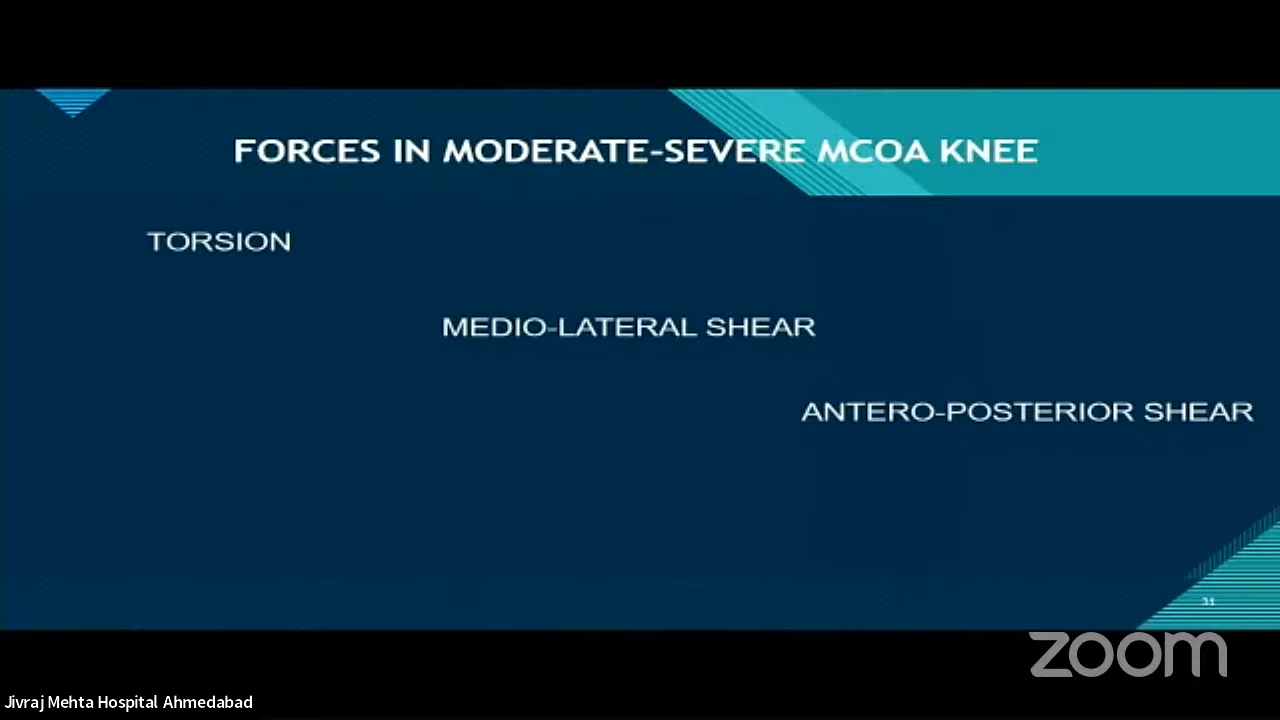 FORCES IN MODERATE-SEVERE MCOA KNEE
TORSION
MEDIO-LATERAL SHEAR
ANTERO-POSTERIOR SHEAR
31
zoom
Jivraj Mehta Hospital Ahmedabad